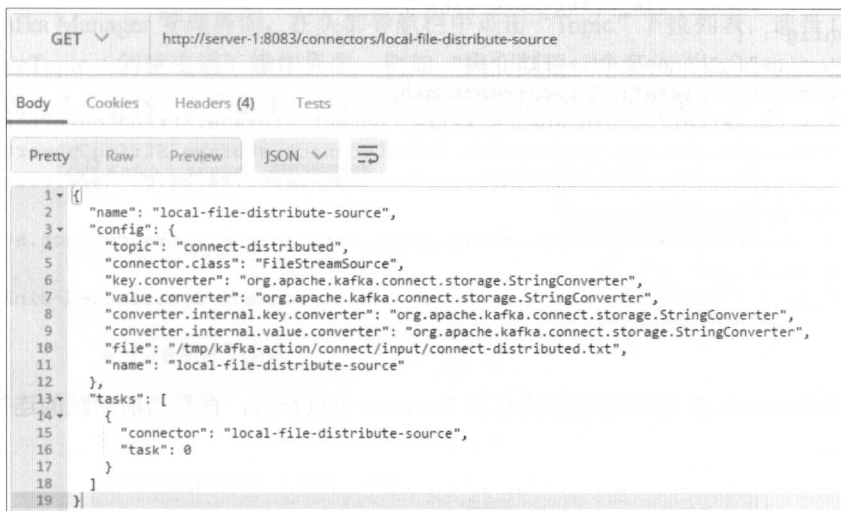 GET
http://server-1:8083/connectors/local-file-distribute-source
Body Cookies Headers (4) Tests
Pretty Raw Preview JSON
1 {
2 "name": "local-file-distribute-source",
3 "config": {
4 "topic": "connect-distributed",
5 "connector.class": "FileStreamSource",
6 "key.converter": "org.apache.kafka.connect.storage.StringConverter",
7 "value.converter": "org.apache.kafka.connect.storage.StringConverter",
8 "converter.internal.key.converter": "org.apache.kafka.connect.storage.StringConverter",
9 "converter.internal.value.converter": "org.apache.kafka.connect.storage.StringConverter",
10 "file": "/tmp/kafka-action/connect/input/connect-distributed.txt",
11 "name": "local-file-distribute-source"
12 },
13 "tasks": [
14 {
15 "connector": "local-file-distribute-source",
16 "task": 0
17 }
18 ]
19 }